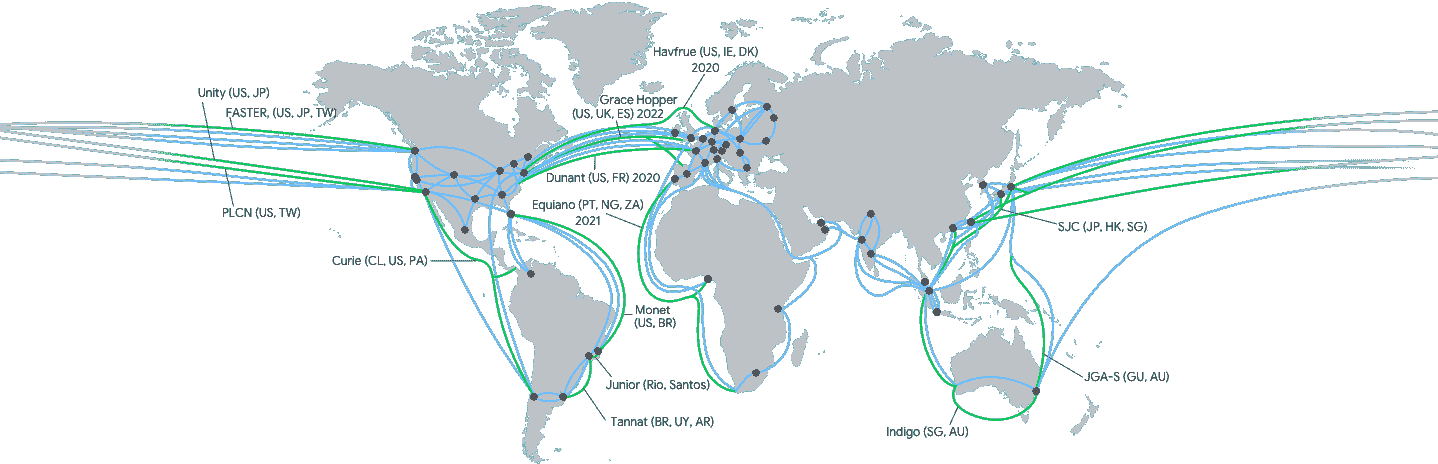 Havfrue (US, IE, DK)
2020
Unity (US, JP)
Grace Hopper
(US, UK, ES) 2022
FASTER, (US, JP, TW)
Dunant (US, FR) 2020
Equiano (PT, NG, ZA)
2021
PLCN (US, TW)
SJC (JP, HK, SG)
Curie (CL, US, PA)
Monet
(US, BR)
Junior (Rio, Santos)
JGA-S (GU, AU)
Tannat (BR, UY, AR)
Indigo (SG, AU)